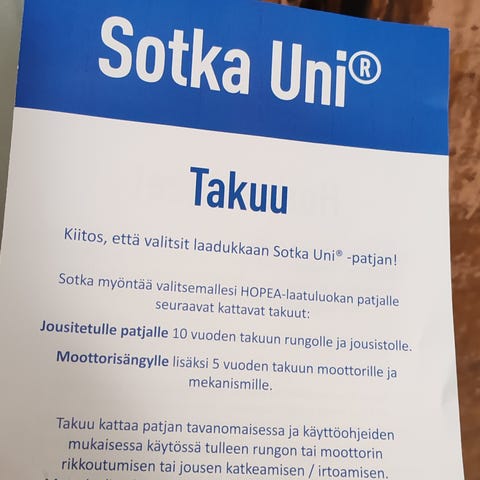 Sotka Uni®
Takuu
Kiitos, että valitsit laadukkaan Sotka Uni® -patjan!
Sotka myöntää valitsemallesi HOPEA-laatuluokan patjalle
seuraavat kattavat takuut:
Jousitetulle patjalle 10 vuoden takuun rungolle ja jousistolle.
Moottorisängylle lisäksi 5 vuoden takuun moottorille ja
mekanismille.
Takuu kattaa patjan tavanomaisessa ja käyttöohjeiden
mukaisessa käytössä tulleen rungon tai moottorin
rikkoutumisen tai jousen katkeamisen / irtoamisen.